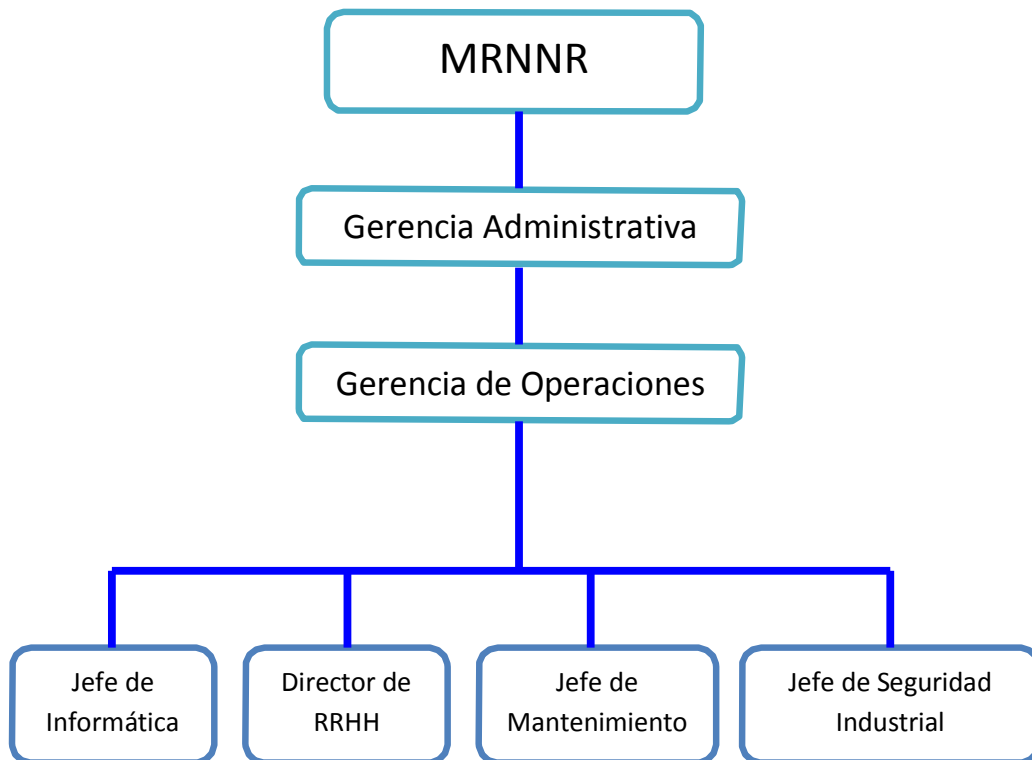 MRNNR
Gerencia Administrativa
Gerencia de Operaciones
Jefe de
Informática
Director de
RRHH
Jefe de
Mantenimiento
Jefe de Seguridad
Industrial